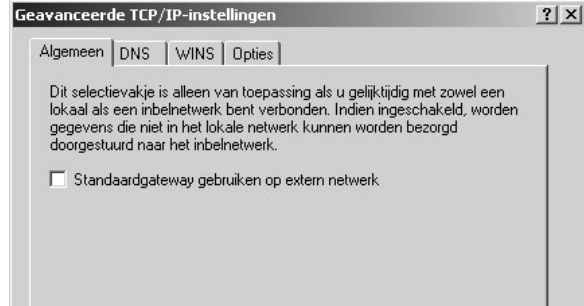 Geavanceerde TCP/IP-instellingen
Algemeen DNS WINS Opties
Dit selectievakje is alleen van toepassing als u gelijktijdig met zowel een
lokaal als een inbelnetwerk bent verbonden. Indien ingeschakeld, worden
gegevens die niet in het lokale netwerk kunnen worden bezorgd
doorgestuurd naar het inbelnetwerk.
Standaardgateway gebruiken op extern netwerk